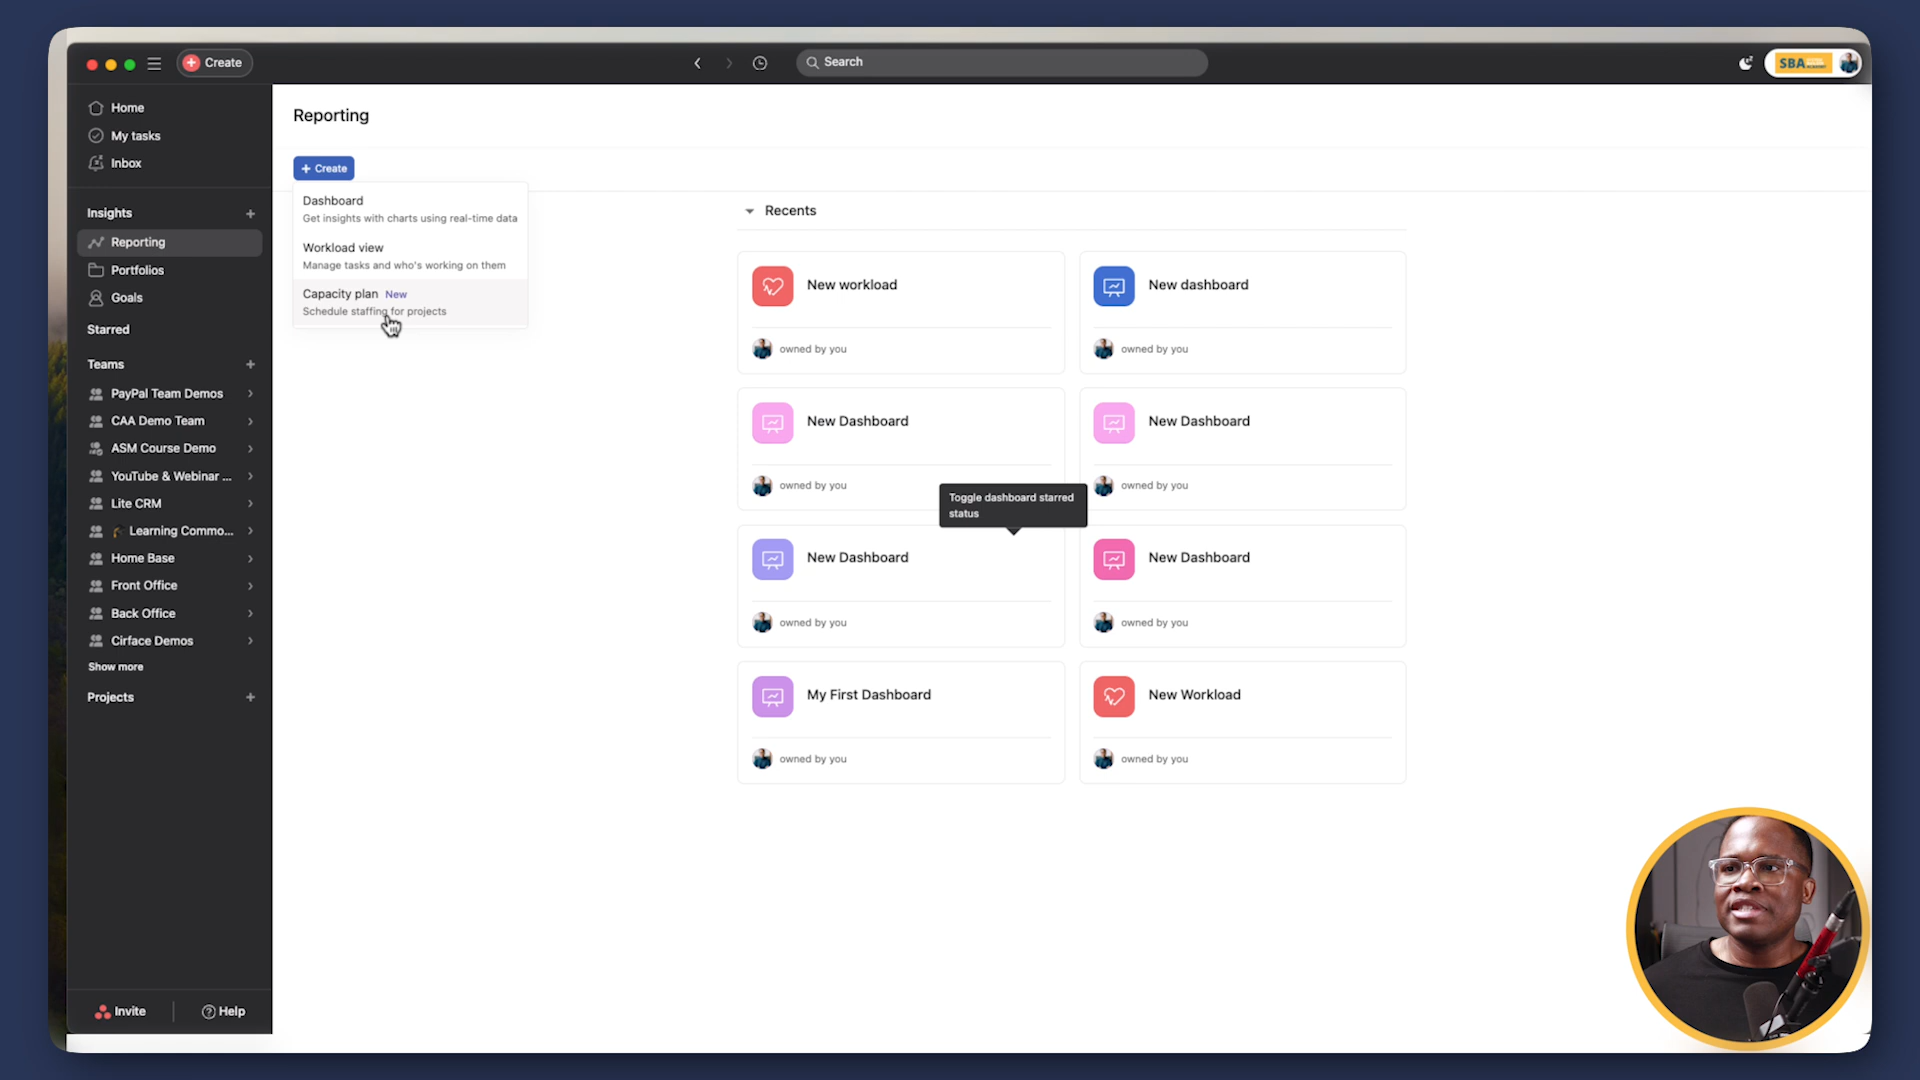 Create
Search
SBA
Home
My tasks
Inbox
Insights
Reporting
Portfolios
Goals
Starred
Teams
PayPal Team Demos
CAA Demo Team
ASM Course Demo
YouTube & Webinar ...
Lite CRM
Learning Commo...
Home Base
Front Office
Back Office
Cirface Demos
Show more
Projects
Invite
Help
Reporting
+ Create
Dashboard
Get insights with charts using real-time data
Workload view
Manage tasks and who's working on them
Capacity plan New
Schedule staffing for projects
Recents
New workload
owned by you
New dashboard
owned by you
New Dashboard
owned by you
New Dashboard
owned by you
Toggle dashboard starred
status
New Dashboard
owned by you
New Dashboard
owned by you
My First Dashboard
owned by you
New Workload
owned by you